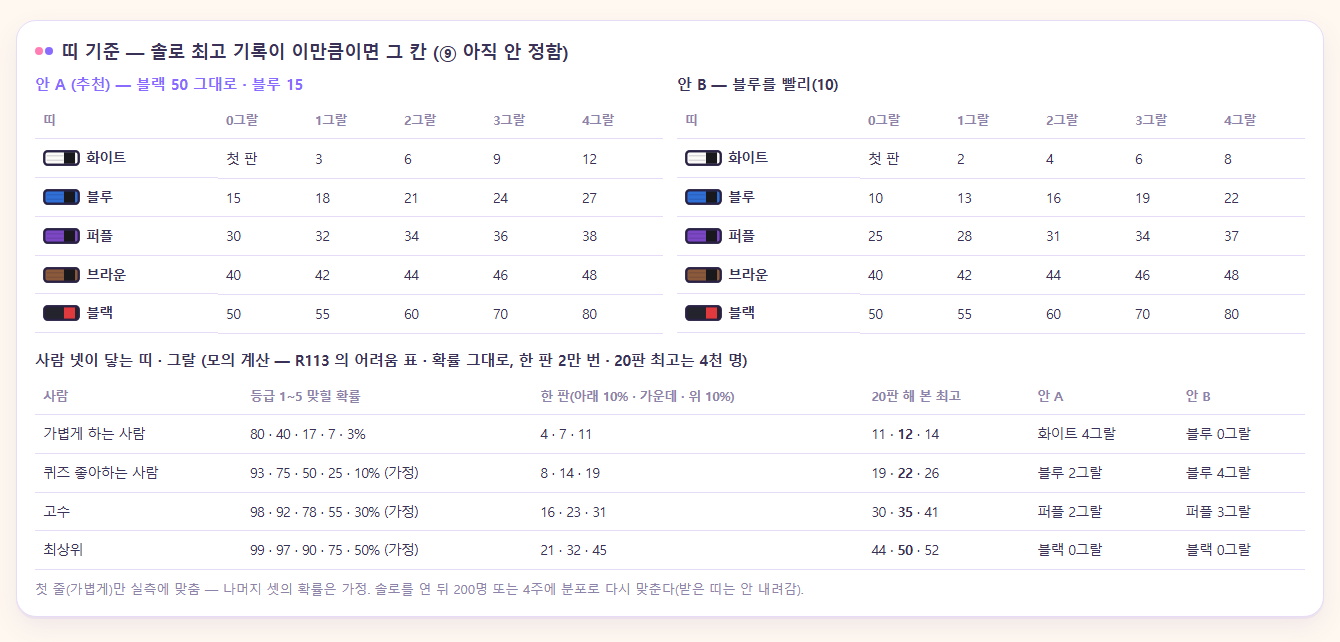 띠 기준 — 솔로 최고 기록이 이만큼이면 그 칸 (⑨ 아직 안 정함)
안 A (추천) — 블랙 50 그대로 · 블루 15
띠 0그랄 1그랄 2그랄 3그랄 4그랄
화이트 첫 판 3 6 9 12
블루 15 18 21 24 27
퍼플 30 32 34 36 38
브라운 40 42 44 46 48
블랙 50 55 60 70 80
안 B — 블루를 빨리(10)
띠 0그랄 1그랄 2그랄 3그랄 4그랄
화이트 첫 판 2 4 6 8
블루 10 13 16 19 22
퍼플 25 28 31 34 37
브라운 40 42 44 46 48
블랙 50 55 60 70 80
사람 넷이 닿는 띠 · 그랄 (모의 계산 — R113 의 어려움 표 · 확률 그대로, 한 판 2만 번 · 20판 최고는 4천 명)
사람 등급 1~5 맞힐 확률 한 판(아래 10% · 가운데 · 위 10%) 20판 해 본 최고 안 A 안 B
가볍게 하는 사람 80 · 40 · 17 · 7 · 3% 4 · 7 · 11 11 · 12 · 14 화이트 4그랄 블루 0그랄
퀴즈 좋아하는 사람 93 · 75 · 50 · 25 · 10% (가정) 8 · 14 · 19 19 · 22 · 26 블루 2그랄 블루 4그랄
고수 98 · 92 · 78 · 55 · 30% (가정) 16 · 23 · 31 30 · 35 · 41 퍼플 2그랄 퍼플 3그랄
최상위 99 · 97 · 90 · 75 · 50% (가정) 21 · 32 · 45 44 · 50 · 52 블랙 0그랄 블랙 0그랄
첫 줄(가볍게)만 실측에 맞춤 — 나머지 셋의 확률은 가정. 솔로를 연 뒤 200명 또는 4주에 분포로 다시 맞춘다(받은 띠는 안 내려감).